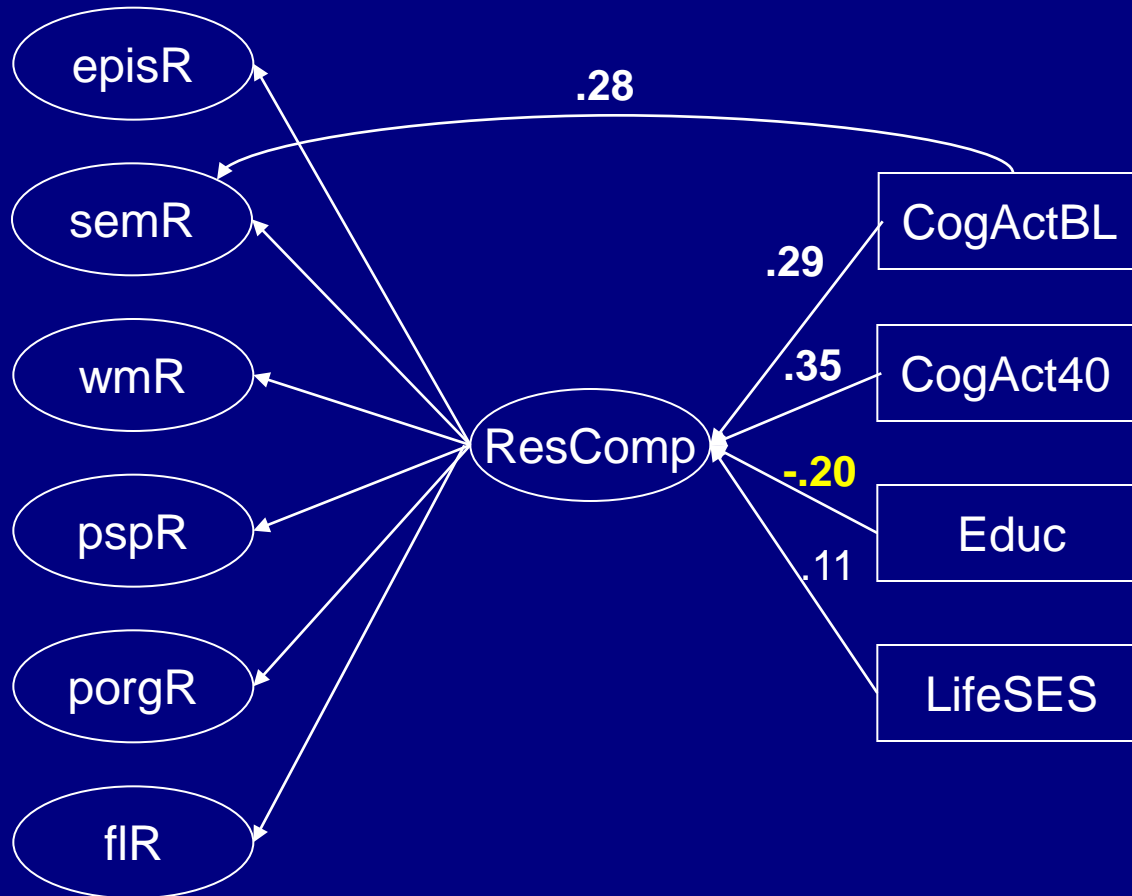 episR
.28
semR
CogActBL
.29
wmR
.35
CogAct40
ResComp
-.20
pspR
Educ
.11
porgR
LifeSES
flR